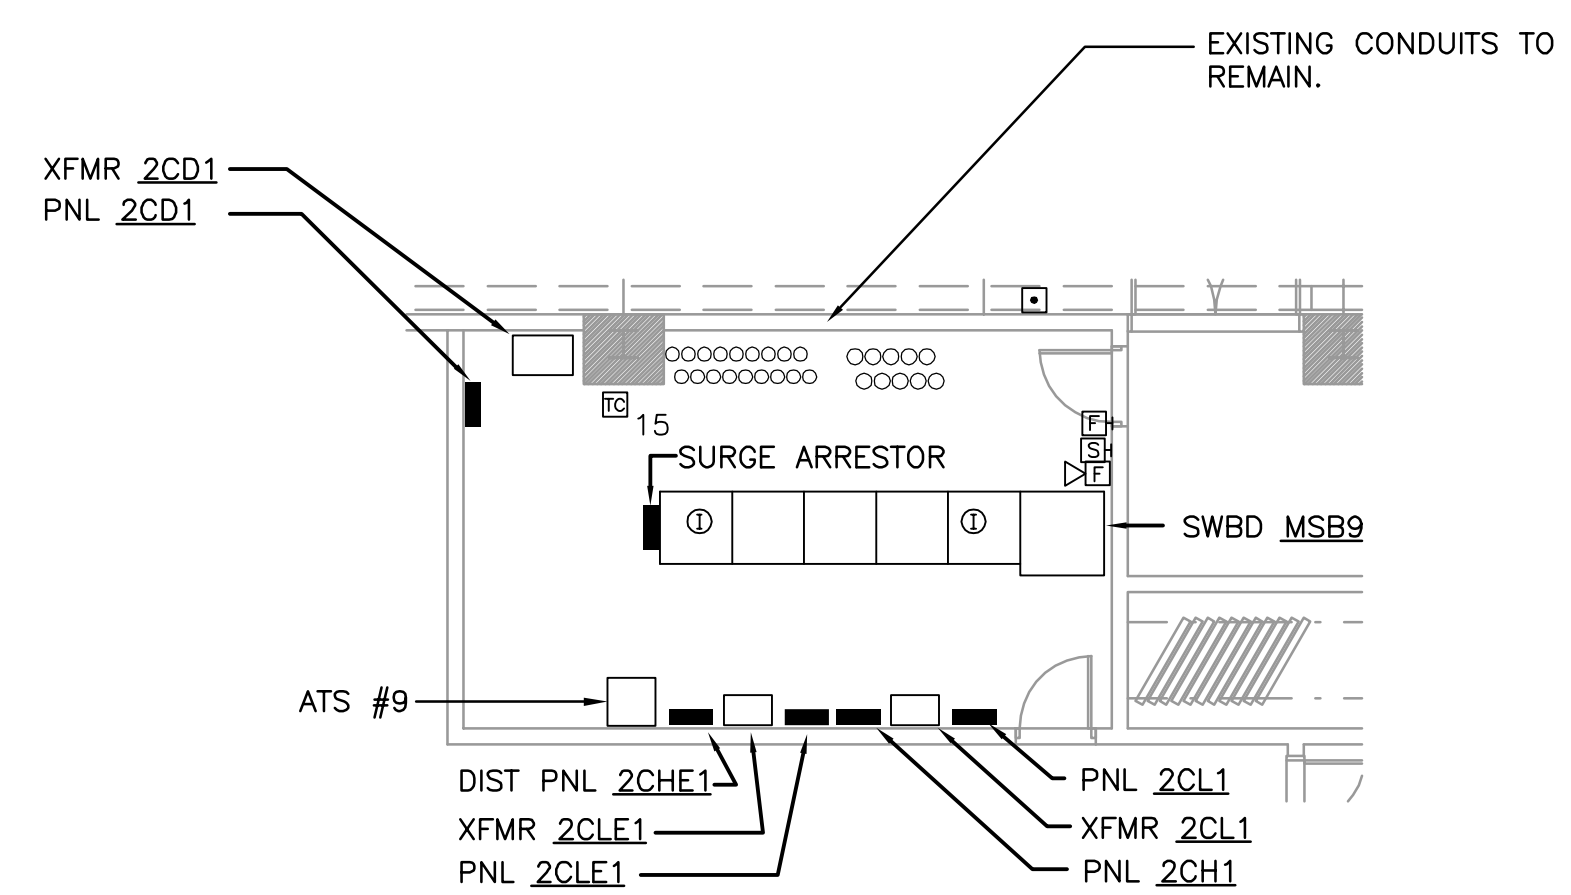 EXISTING CONDUITS TO
REMAIN.
XFMR 2CD1
PNL 2CD1
TC
15
F
S
F
SURGE ARRESTOR
I
I
SWBD MSB9
ATS #9
DIST PNL 2CHE1
PNL 2CL1
XFMR 2CLE1
XFMR 2CL1
PNL 2CLE1
PNL 2CH1